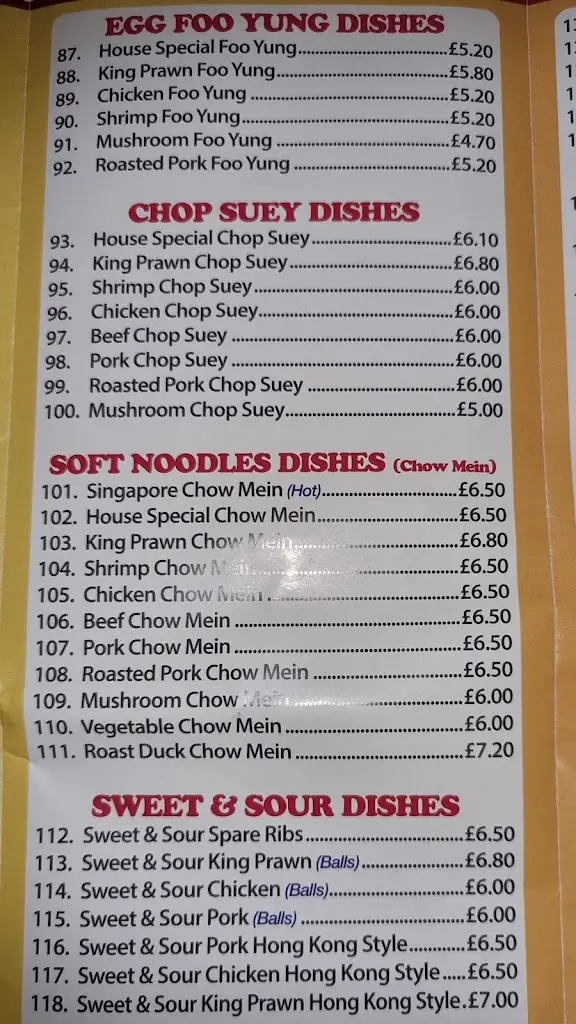 EGG FOO YUNG DISHES
87. House Special Foo Yung..........£5.20
88. King Prawn Foo Yung..........£5.80
89. Chicken Foo Yung ..........£5.20
90. Shrimp Foo Yung..........£5.20
91. Mushroom Foo Yung ..........£4.70
92. Roasted Pork Foo Yung ..........£5.20
CHOP SUEY DISHES
93. House Special Chop Suey..........£6.10
94. King Prawn Chop Suey..........£6.80
95. Shrimp Chop Suey..........£6.00
96. Chicken Chop Suey..........£6.00
97. Beef Chop Suey ..........£6.00
98. Pork Chop Suey ..........£6.00
99. Roasted Pork Chop Suey ..........£6.00
100. Mushroom Chop Suey..........£5.00
SOFT NOODLES DISHES (Chow Mein)
101. Singapore Chow Mein (Hot)..........£6.50
102. House Special Chow Mein..........£6.50
103. King Prawn Chow Mein..........£6.80
104. Shrimp Chow Mein..........£6.50
105. Chicken Chow Mein ..........£6.50
106. Beef Chow Mein ..........£6.50
107. Pork Chow Mein ..........£6.50
108. Roasted Pork Chow Mein ..........£6.50
109. Mushroom Chow Mein ..........£6.00
110. Vegetable Chow Mein ..........£6.00
111. Roast Duck Chow Mein ..........£7.20
SWEET & SOUR DISHES
112. Sweet & Sour Spare Ribs..........£6.50
113. Sweet & Sour King Prawn (Balls)..........£6.80
114. Sweet & Sour Chicken (Balls)..........£6.00
115. Sweet & Sour Pork (Balls) ..........£6.00
116. Sweet & Sour Pork Hong Kong Style..........£6.50
117. Sweet & Sour Chicken Hong Kong Style .....£6.50
118. Sweet & Sour King Prawn Hong Kong Style.£7.00